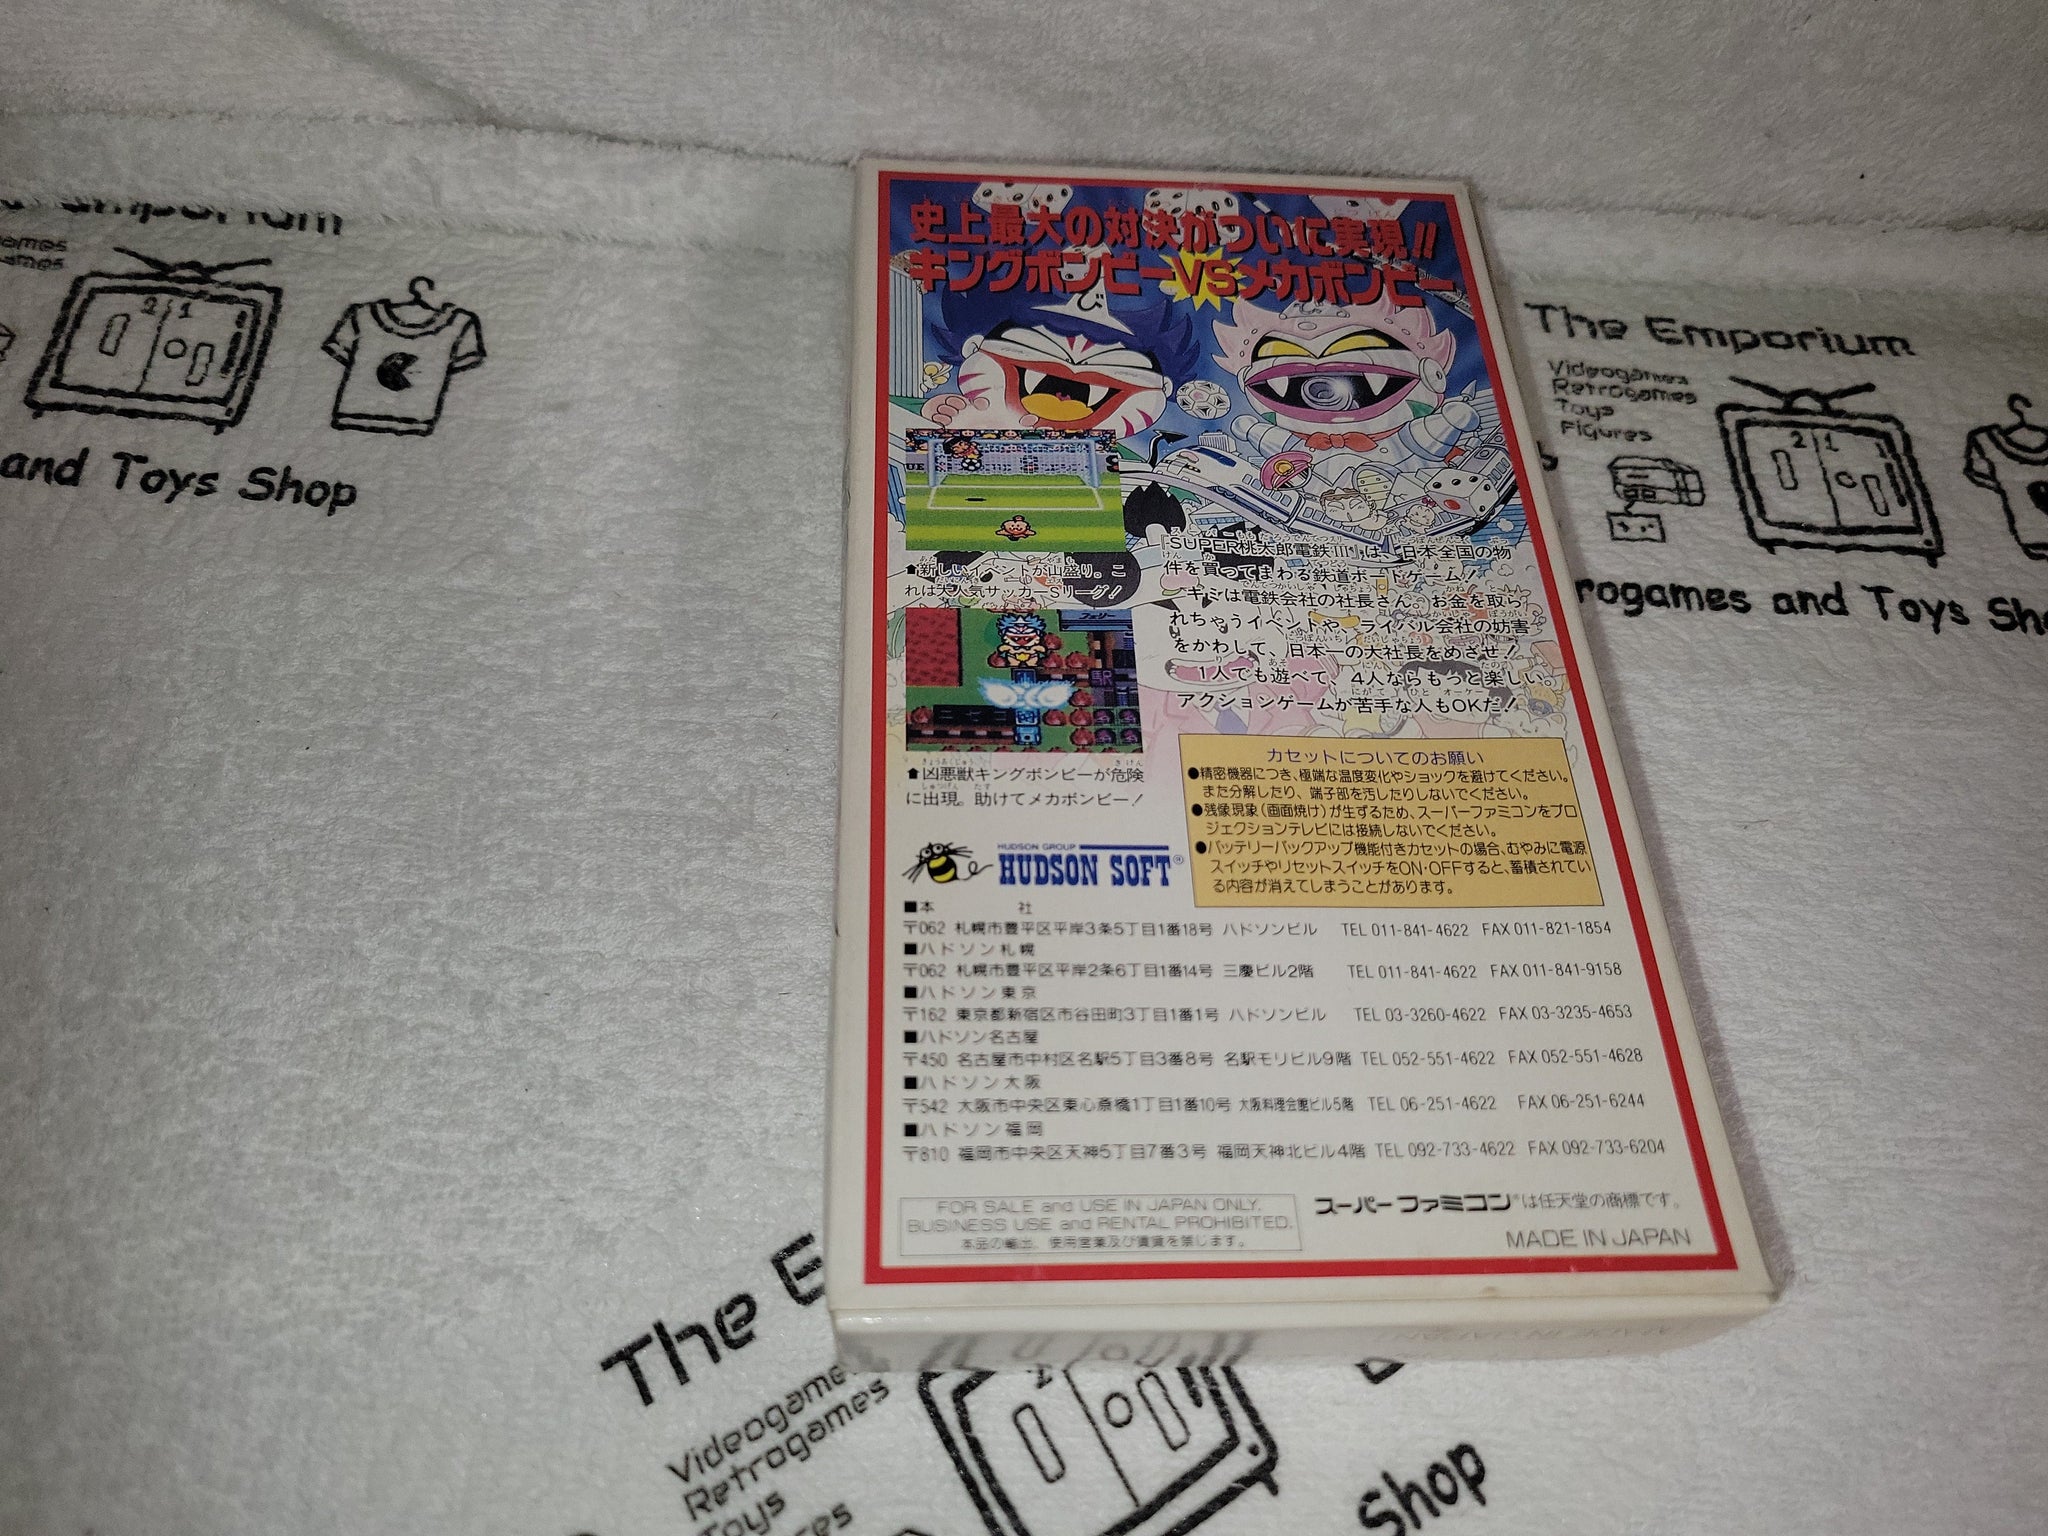 史上最大の対決がついに実現!!
キングボンビーVSメカボンビー
び
新しいイベントが山盛り。こ
れは大人気サッカーSリーグ!
フェリー
駅
凶悪獣キングボンビーが危険
に出現。助けてメカボンビー!
『SUPER桃太郎電鉄III』は、日本全国の物
件を買ってまわる鉄道ボードゲーム!
キミは電鉄会社の社長さん。お金を取ら
れちゃうイベントや、ライバル会社の妨害
をかわして、日本一の大社長をめざせ!
1人でも遊べて、4人ならもっと楽しい。
アクションゲームが苦手な人もOKだ!
カセットについてのお願い
●精密機器につき、極端な温度変化やショックを避けてください。
また分解したり、端子部を汚したりしないでください。
●残像現象(画面焼け)が生ずるため、スーパーファミコンをプロ
ジェクションテレビには接続しないでください。
●バッテリーバックアップ機能付きカセットの場合、むやみに電源
スイッチやリセットスイッチをON・OFFすると、蓄積されてい
る内容が消えてしまうことがあります。
HUDSON GROUP
HUDSON SOFT®
■本 社
〒062 札幌市豊平区平岸3条5丁目1番18号 ハドソンビル TEL 011-841-4622 FAX 011-821-1854
■ハドソン札幌
〒062 札幌市豊平区平岸2条6丁目1番14号 三慶ビル2階 TEL 011-841-4622 FAX 011-841-9158
■ハドソン東京
〒162 東京都新宿区市谷田町3丁目1番1号 ハドソンビル TEL 03-3260-4622 FAX 03-3235-4653
■ハドソン名古屋
〒450 名古屋市中村区名駅5丁目3番8号 名駅モリビル9階 TEL 052-551-4622 FAX 052-551-4628
■ハドソン大阪
〒542 大阪市中央区東心斎橋1丁目1番10号 大阪料理会館ビル5階 TEL 06-251-4622 FAX 06-251-6244
■ハドソン福岡
〒810 福岡市中央区天神5丁目7番3号 福岡天神北ビル4階 TEL 092-733-4622 FAX 092-733-6204
FOR SALE and USE IN JAPAN ONLY.
BUSINESS USE and RENTAL PROHIBITED.
本品の輸出、使用営業及び賃貸を禁じます。
スーパーファミコン®は任天堂の商標です。
MADE IN JAPAN
Emporium
ames
ames
2 1
and Toys Shop
The Emporium
Videogames
Retrogames
Toys
Figures
2 1
rogames and Toys Sh
The E
Videogame
Retrogames
Toys
res
2
Shop